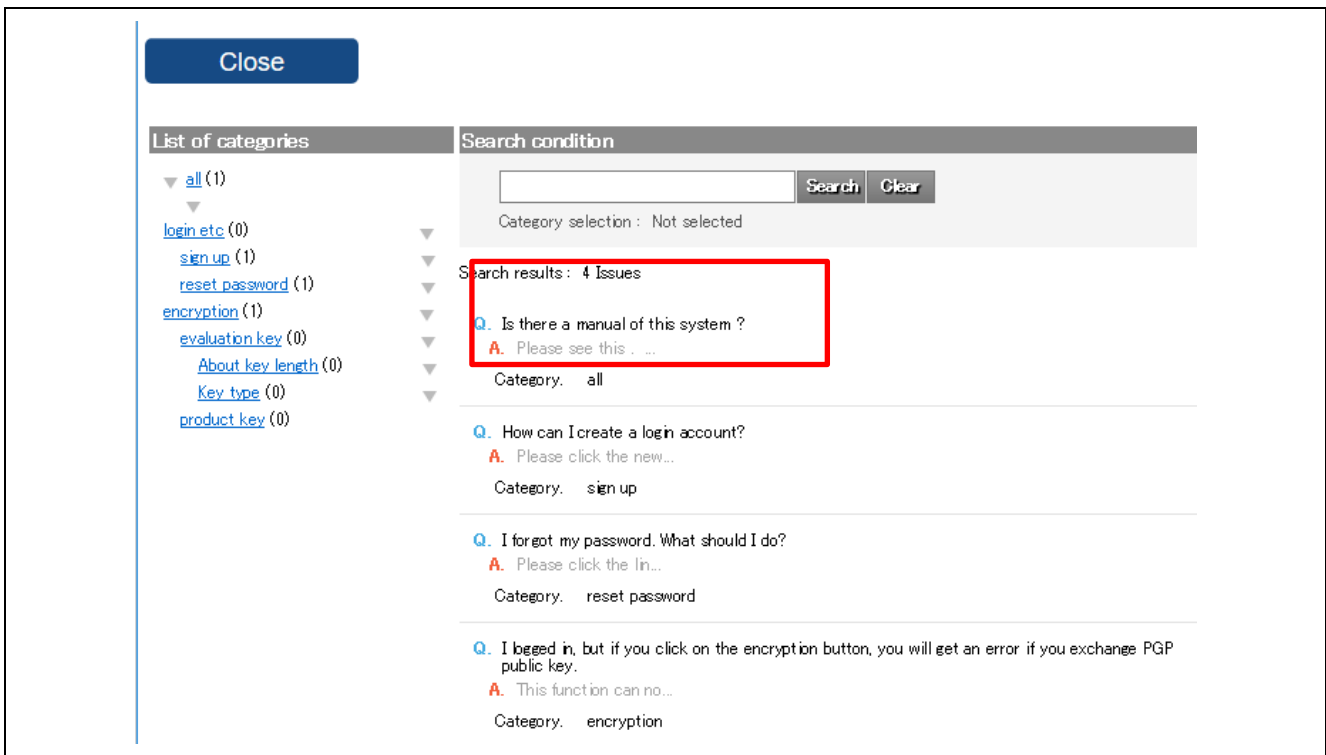 Close
List of categories
all (1)
login etc (0)
sign up (1)
reset password (1)
encryption (1)
evaluation key (0)
About key length (0)
Key type (0)
product key (0)
Search condition
Search Clear
Category selection : Not selected
Search results : 4 Issues
Q. Is there a manual of this system ?
A. Please see this . ...
Category. all
Q. How can I create a login account?
A. Please click the new...
Category. sign up
Q. I forgot my password. What should I do?
A. Please click the lin...
Category. reset password
Q. I logged in, but if you click on the encryption button, you will get an error if you exchange PGP
public key.
A. This function can no...
Category. encryption